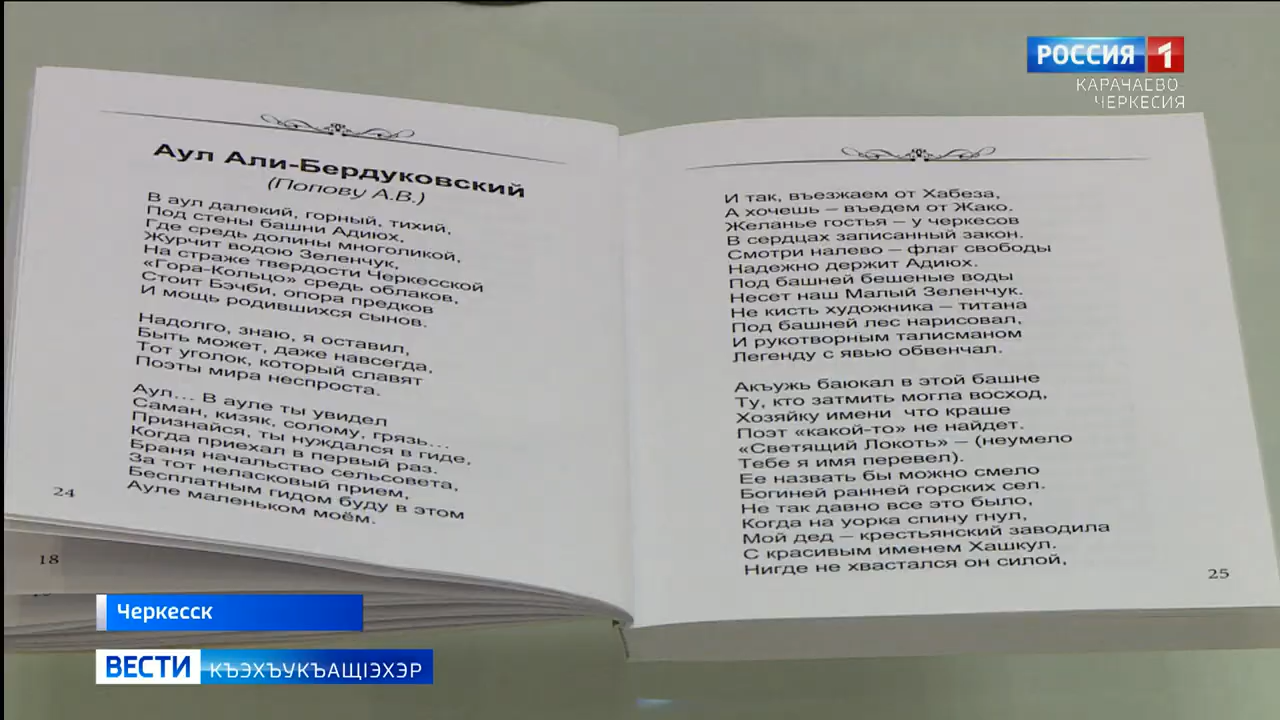 РОССИЯ 1
КАРАЧАЕВО
ЧЕРКЕСИЯ
Аул Али-Бердуковский
(Попову А.В.)
В аул далекий, горный, тихий,
Под стены башни Адиюх,
Где средь долины многоликой,
Журчит водою Зеленчук,
На страже твердости Черкесской
«Гора-Кольцо» средь облаков,
Стоит Бэчби, опора предков
И мощь родившихся сынов.
Надолго, знаю, я оставил,
Быть может, даже навсегда,
Тот уголок, который славят
Поэты мира неспроста.
Аул... В ауле ты увидел
Саман, кизяк, солому, грязь...
Признайся, ты нуждался в гиде,
Когда приехал в первый раз.
Браня начальство сельсовета,
За тот неласковый прием,
Бесплатным гидом буду в этом
Ауле маленьком моём.
24
18
И так, въезжаем от Хабеза,
А хочешь – въедем от Жако.
Желанье гостья – у черкесов
В сердцах записанный закон.
Смотри налево – флаг свободы
Надежно держит Адиюх.
Под башней бешеные воды
Несет наш Малый Зеленчук.
Не кисть художника – титана
Под башней лес нарисовал,
И рукотворным талисманом
Легенду с явью обвенчал.
Акъужь баюкал в этой башне
Ту, кто затмить могла восход,
Хозяйку имени что краше
Поэт «какой-то» не найдет.
«Светящий Локоть» – (неумело
Тебе я имя перевел).
Ее назвать бы можно смело
Богиней ранней горских сел.
Не так давно все это было,
Когда на уорка спину гнул,
Мой дед – крестьянский заводила
С красивым именем Хашкул.
Нигде не хвастался он силой,
25
Черкесск
ВЕСТИ КЪЭХЪУКЪАЩIЭХЭР